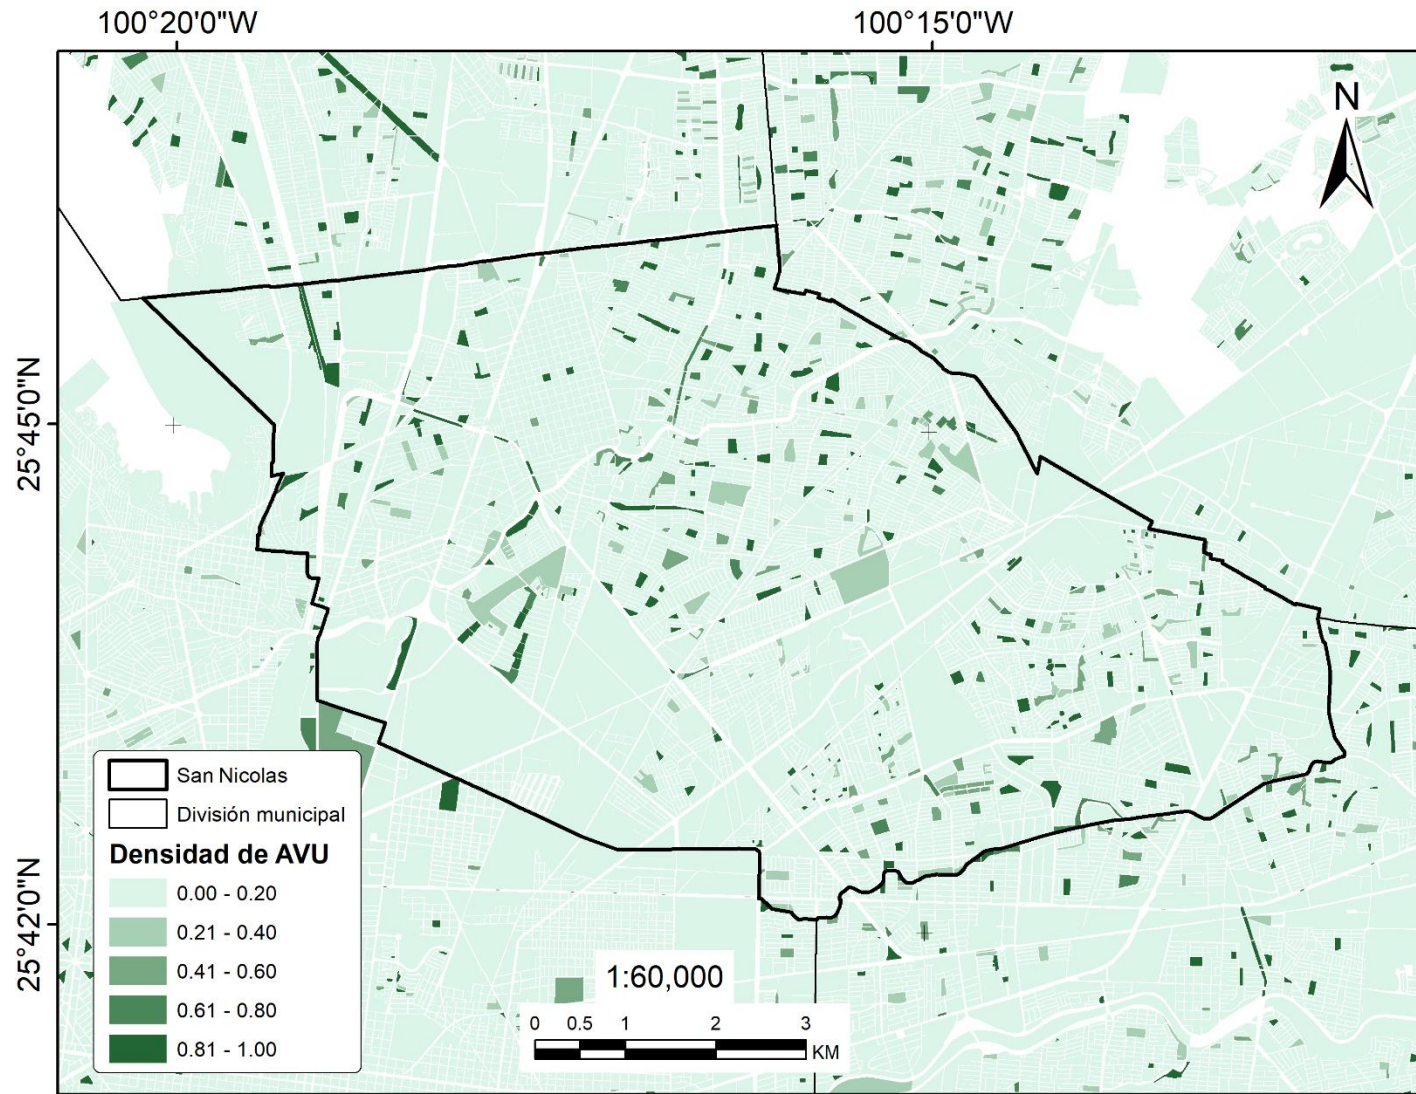 100°20'0"W
100°15'0"W
N
25°45'0"N
25°42'0"N
San Nicolas
División municipal
Densidad de AVU
0.00 - 0.20
0.21 - 0.40
0.41 - 0.60
0.61 - 0.80
0.81 - 1.00
1:60,000
0 0.5 1 2 3
KM